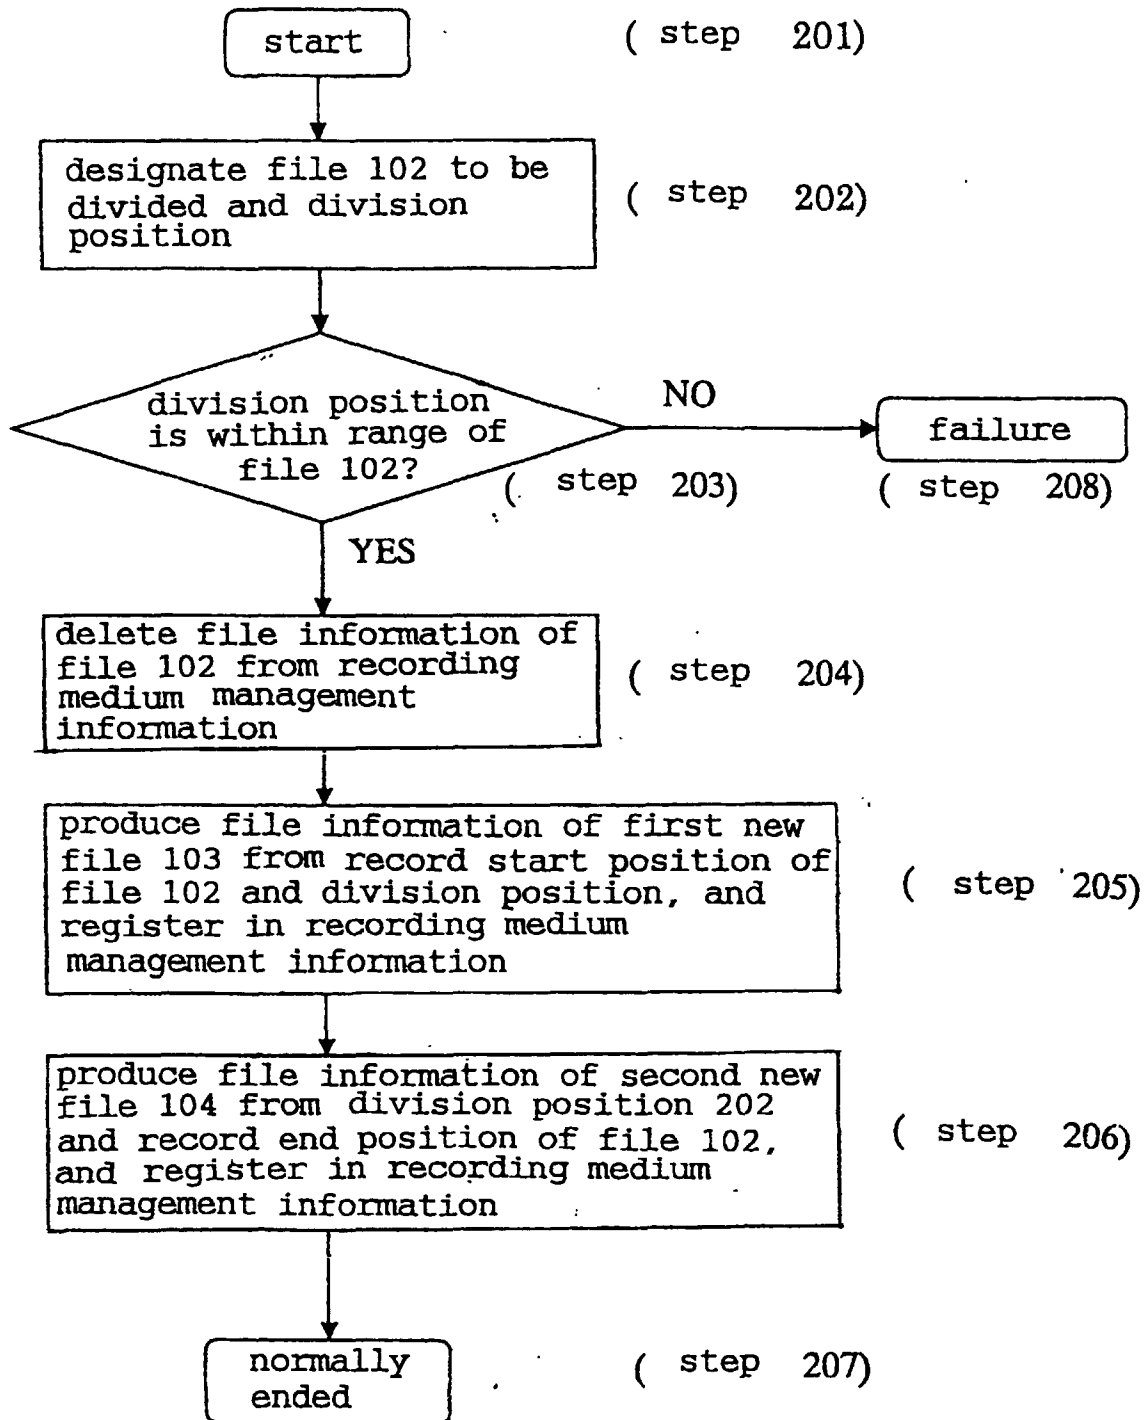 start
( step 201)
designate file 102 to be
divided and division
position
( step 202)
division position
is within range of
file 102?
( step 203)
NO
failure
( step 208)
YES
delete file information of
file 102 from recording
medium management
information
( step 204)
produce file information of first new
file 103 from record start position of
file 102 and division position, and
register in recording medium
management information
( step 205)
produce file information of second new
file 104 from division position 202
and record end position of file 102,
and register in recording medium
management information
( step 206)
normally
ended
( step 207)